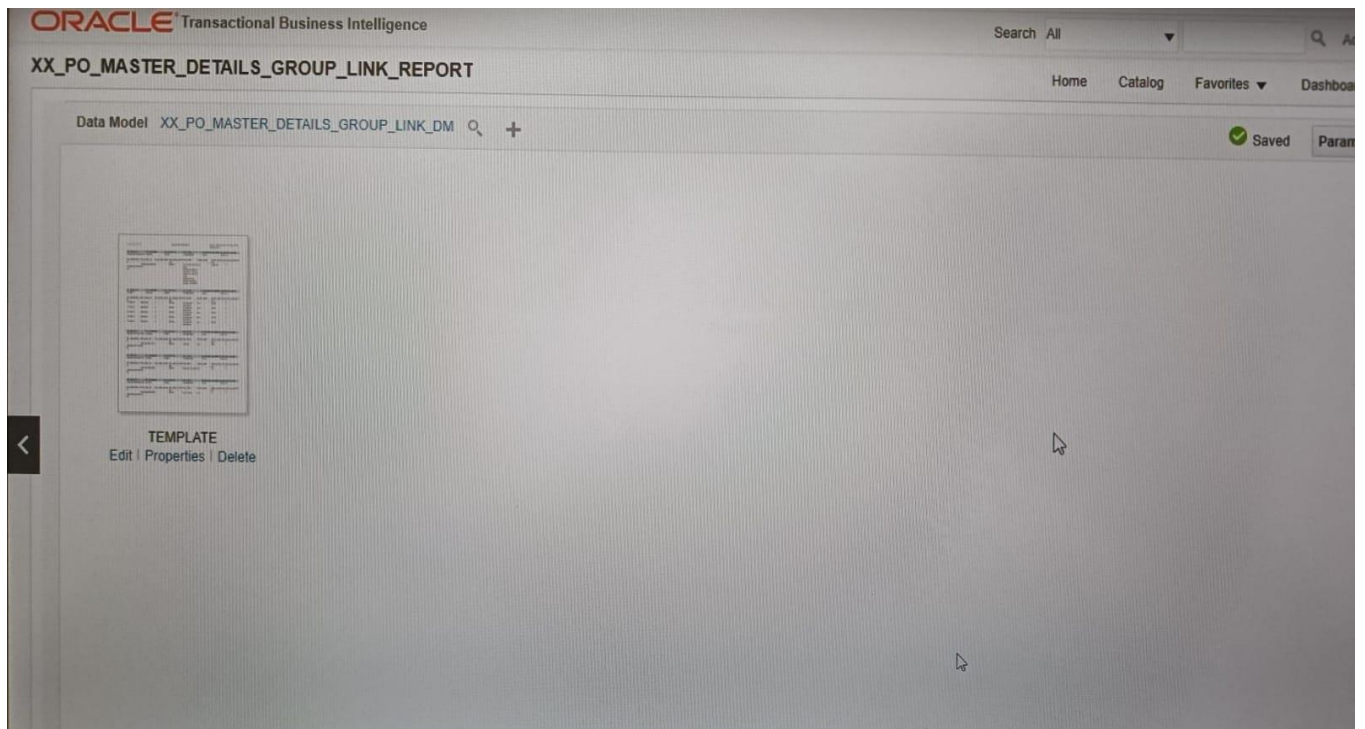 ORACLE Transactional Business Intelligence
Search All
XX_PO_MASTER_DETAILS_GROUP_LINK_REPORT
Home Catalog Favorites
Data Model XX_PO_MASTER_DETAILS_GROUP_LINK_DM
Saved
TEMPLATE
Edit | Properties | Delete